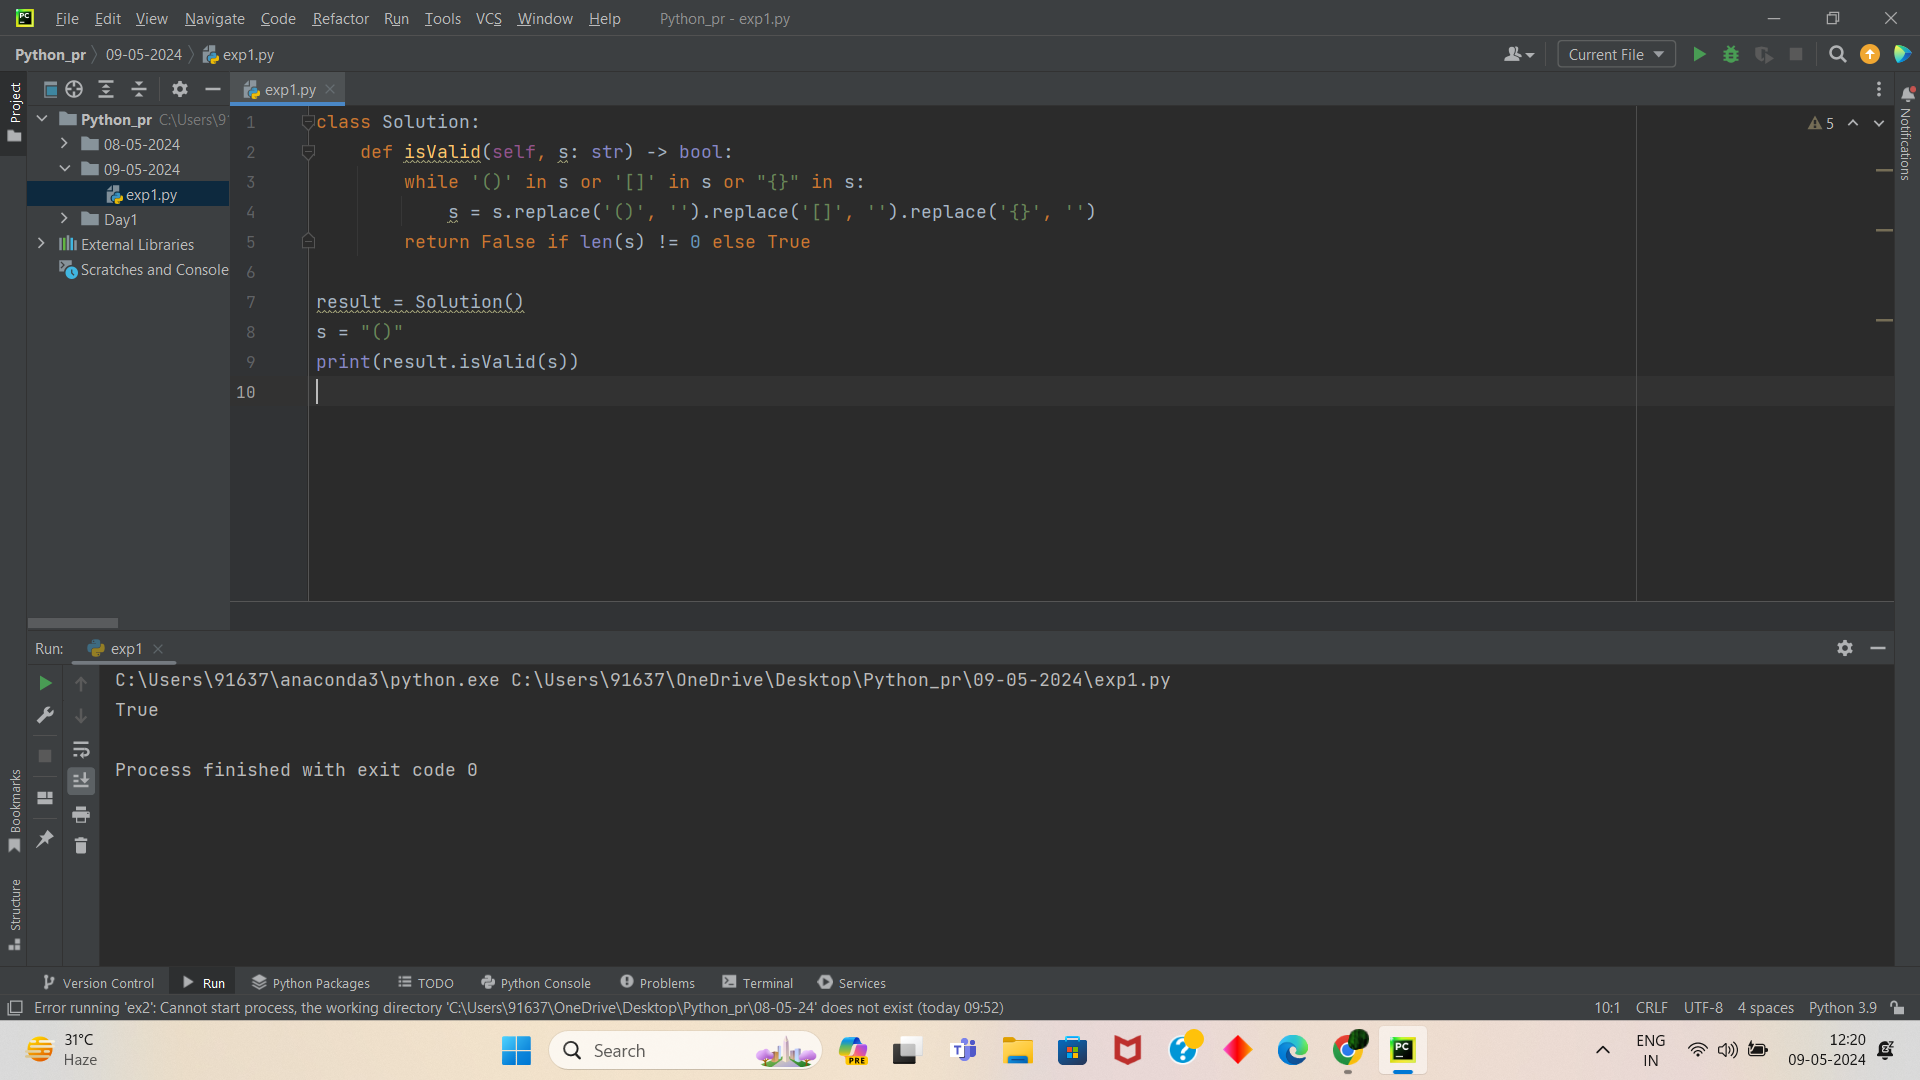 File Edit View Navigate Code Refactor Run Tools VCS Window Help Python_pr - exp1.py
Python_pr 09-05-2024 exp1.py Current File
Project
exp1.py
Python_pr C:\Users\9
08-05-2024
09-05-2024
exp1.py
Day1
External Libraries
Scratches and Console
1 class Solution:
2 def isValid(self, s: str) -> bool:
3 while '()' in s or '[]' in s or "{}" in s:
4 s = s.replace('()', '').replace('[]', '').replace('{}', '')
5 return False if len(s) != 0 else True
6
7 result = Solution()
8 s = "()"
9 print(result.isValid(s))
10
5
Notifications
Run: exp1
C:\Users\91637\anaconda3\python.exe C:\Users\91637\OneDrive\Desktop\Python_pr\09-05-2024\exp1.py
True
Process finished with exit code 0
Bookmarks
Structure
Version Control Run Python Packages TODO Python Console Problems Terminal Services
Error running 'ex2': Cannot start process, the working directory 'C:\Users\91637\OneDrive\Desktop\Python_pr\08-05-24' does not exist (today 09:52) 10:1 CRLF UTF-8 4 spaces Python 3.9
31°C
Haze
Search
PRE
PC
ENG
IN
12:20
09-05-2024